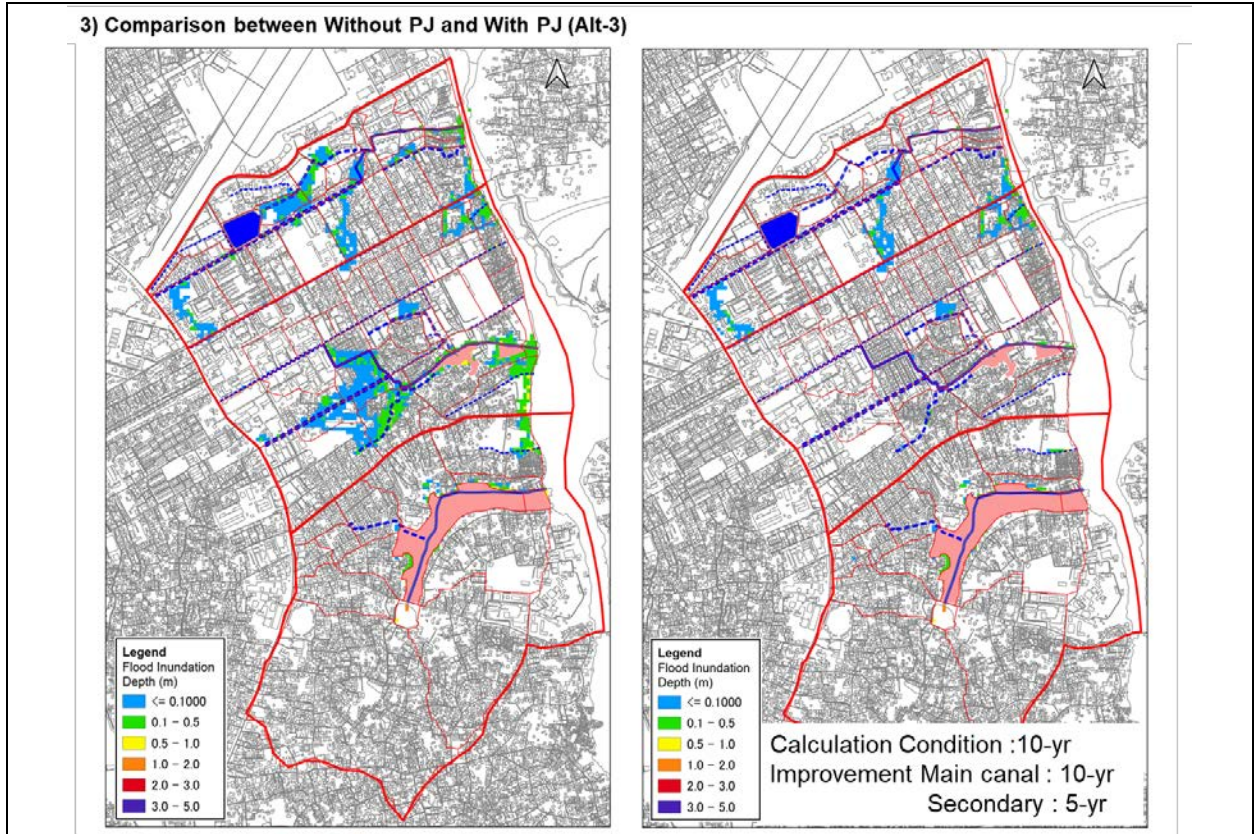 3) Comparison between Without PJ and With PJ (Alt-3)
Legend
Flood Inundation
Depth (m)
<= 0.1000
0.1 - 0.5
0.5 - 1.0
1.0 - 2.0
2.0 - 3.0
3.0 - 5.0
Legend
Flood Inundation
Depth (m)
<= 0.1000
0.1 - 0.5
0.5 - 1.0
1.0 - 2.0
2.0 - 3.0
3.0 - 5.0
Calculation Condition :10-yr
Improvement Main canal : 10-yr
Secondary : 5-yr